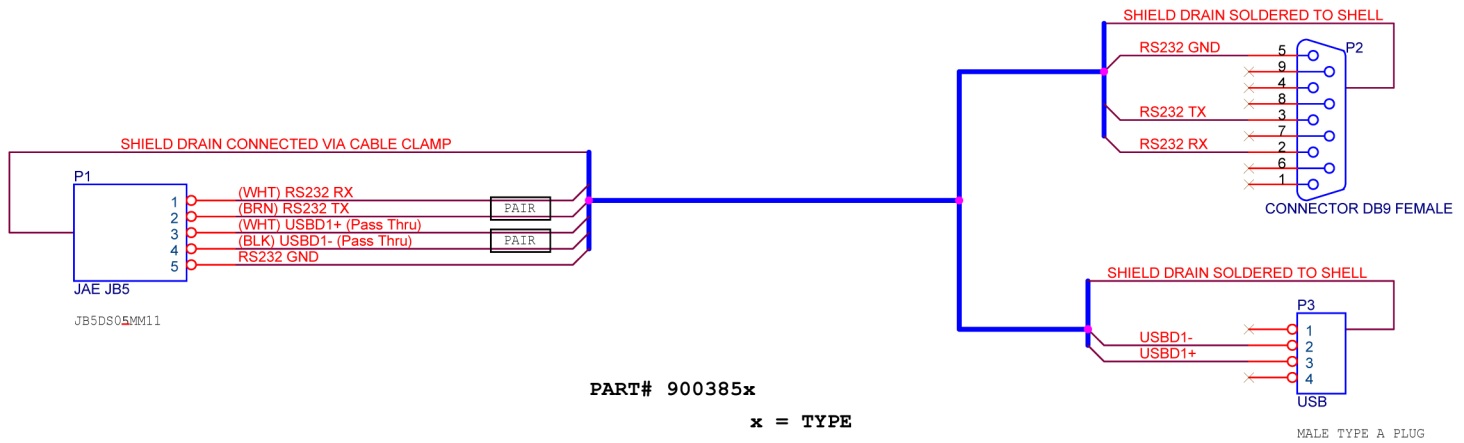 SHIELD DRAIN SOLDERED TO SHELL
RS232 GND
5
P2
9
4
8
RS232 TX
3
7
RS232 RX
2
6
1
CONNECTOR DB9 FEMALE
SHIELD DRAIN CONNECTED VIA CABLE CLAMP
P1
1
(WHT) RS232 RX
2
(BRN) RS232 TX
PAIR
3
(WHT) USBD1+ (Pass Thru)
4
(BLK) USBD1- (Pass Thru)
PAIR
5
RS232 GND
JAE JB5
JB5DS05MM11
SHIELD DRAIN SOLDERED TO SHELL
P3
1
USBD1-
2
USBD1+
3
4
USB
MALE TYPE A PLUG
PART# 900385x
x = TYPE